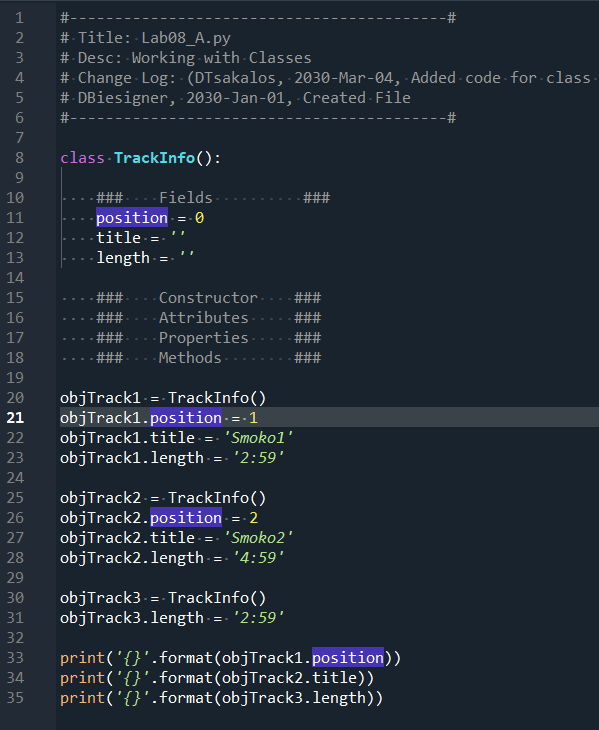 1 #------------------------------------------#
2 # Title: Lab08_A.py
3 # Desc: Working with Classes
4 # Change Log: (DTsakalos, 2030-Mar-04, Added code for class
5 # DBiesigner, 2030-Jan-01, Created File
6 #------------------------------------------#
7
8 class TrackInfo():
9
10     ###    Fields          ###
11     position = 0
12     title = ''
13     length = ''
14
15     ###    Constructor    ###
16     ###    Attributes     ###
17     ###    Properties     ###
18     ###    Methods        ###
19
20 objTrack1 = TrackInfo()
21 objTrack1.position = 1
22 objTrack1.title = 'Smoko1'
23 objTrack1.length = '2:59'
24
25 objTrack2 = TrackInfo()
26 objTrack2.position = 2
27 objTrack2.title = 'Smoko2'
28 objTrack2.length = '4:59'
29
30 objTrack3 = TrackInfo()
31 objTrack3.length = '2:59'
32
33 print('{}'.format(objTrack1.position))
34 print('{}'.format(objTrack2.title))
35 print('{}'.format(objTrack3.length))